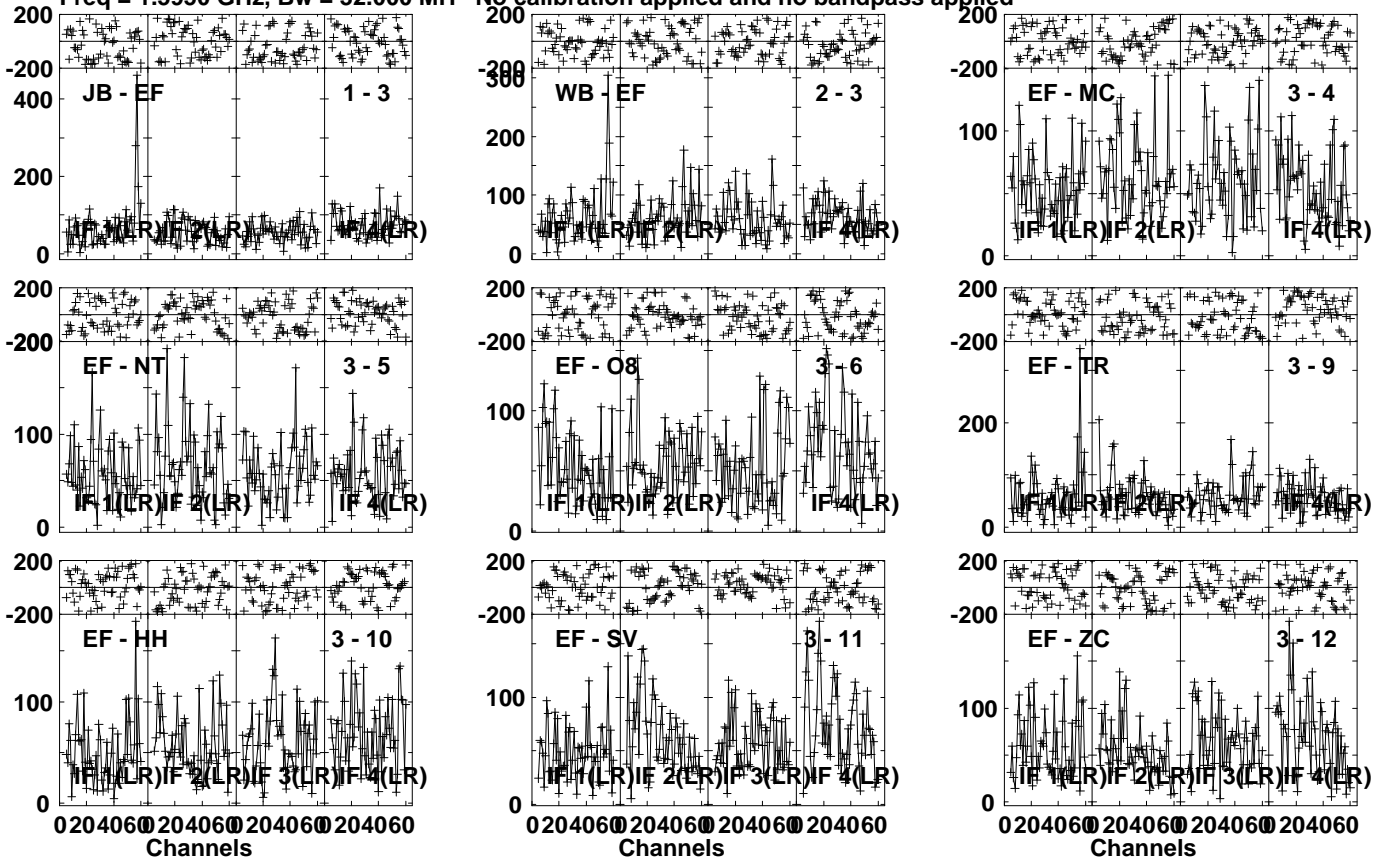 Freq = 1.5950 GHz, Bw = 32.000 MH No calibration applied and no bandpass applied
200
-200
400
200
0
JB - EF 1 - 3
IF 1(LR) IF 2(LR) IF 4(LR)
200
-200
300
200
100
0
WB - EF 2 - 3
IF 1(LR) IF 2(LR) IF 4(LR)
200
-200
100
0
EF - MC 3 - 4
IF 1(LR) IF 2(LR) IF 4(LR)
200
-200
200
100
0
EF - NT 3 - 5
IF 1(LR) IF 2(LR) IF 4(LR)
200
-200
100
0
EF - O8 3 - 6
IF 1(LR) IF 2(LR) IF 4(LR)
200
-200
200
0
EF - TR 3 - 9
IF 1(LR) IF 2(LR) IF 4(LR)
200
-200
100
0
EF - HH 3 - 10
IF 1(LR) IF 2(LR) IF 3(LR) IF 4(LR)
0 20 40 60 0 20 40 60 0 20 40 60 0 20 40 60
Channels
200
-200
100
0
EF - SV 3 - 11
IF 1(LR) IF 2(LR) IF 3(LR) IF 4(LR)
0 20 40 60 0 20 40 60 0 20 40 60 0 20 40 60
Channels
200
-200
100
0
EF - ZC 3 - 12
IF 1(LR) IF 2(LR) IF 3(LR) IF 4(LR)
0 20 40 60 0 20 40 60 0 20 40 60 0 20 40 60
Channels